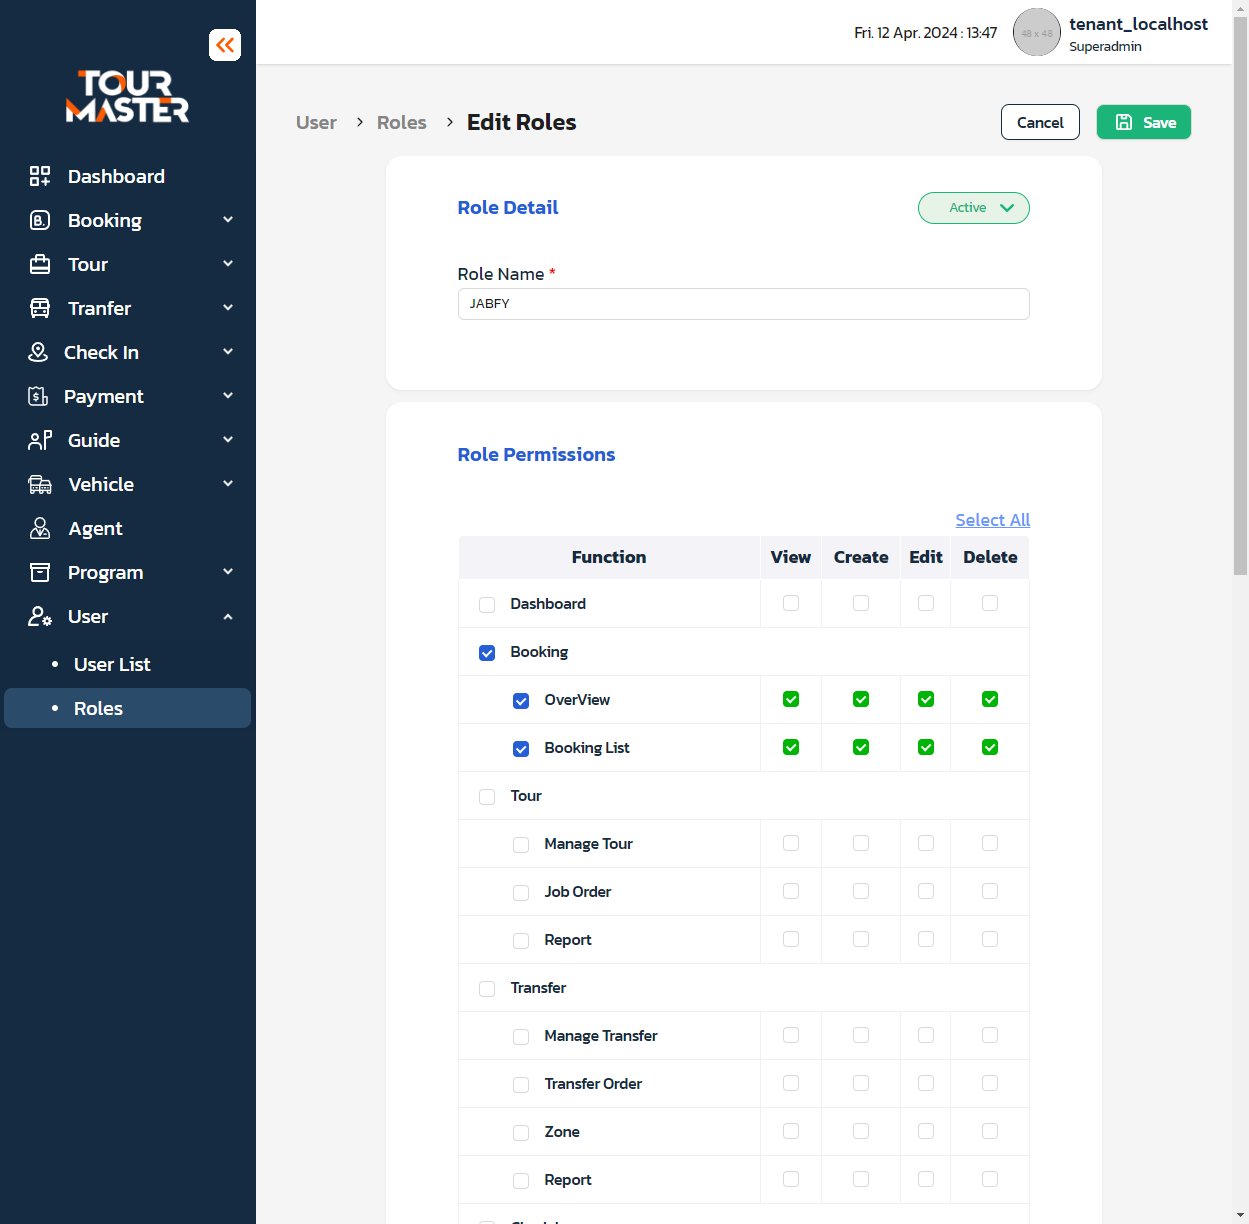 Fri. 12 Apr. 2024 : 13:47
48 x 48
tenant_localhost
Superadmin
TOUR
MASTER
Dashboard
Booking
Tour
Tranfer
Check In
Payment
Guide
Vehicle
Agent
Program
User
User List
Roles
User > Roles > Edit Roles
Cancel
Save
Role Detail
Active
Role Name *
JABFY
Role Permissions
Select All
Function View Create Edit Delete
Dashboard
Booking
OverView
Booking List
Tour
Manage Tour
Job Order
Report
Transfer
Manage Transfer
Transfer Order
Zone
Report